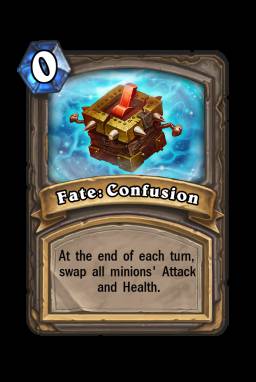 0
Fate: Confusion
At the end of each turn,
swap all minions' Attack
and Health.